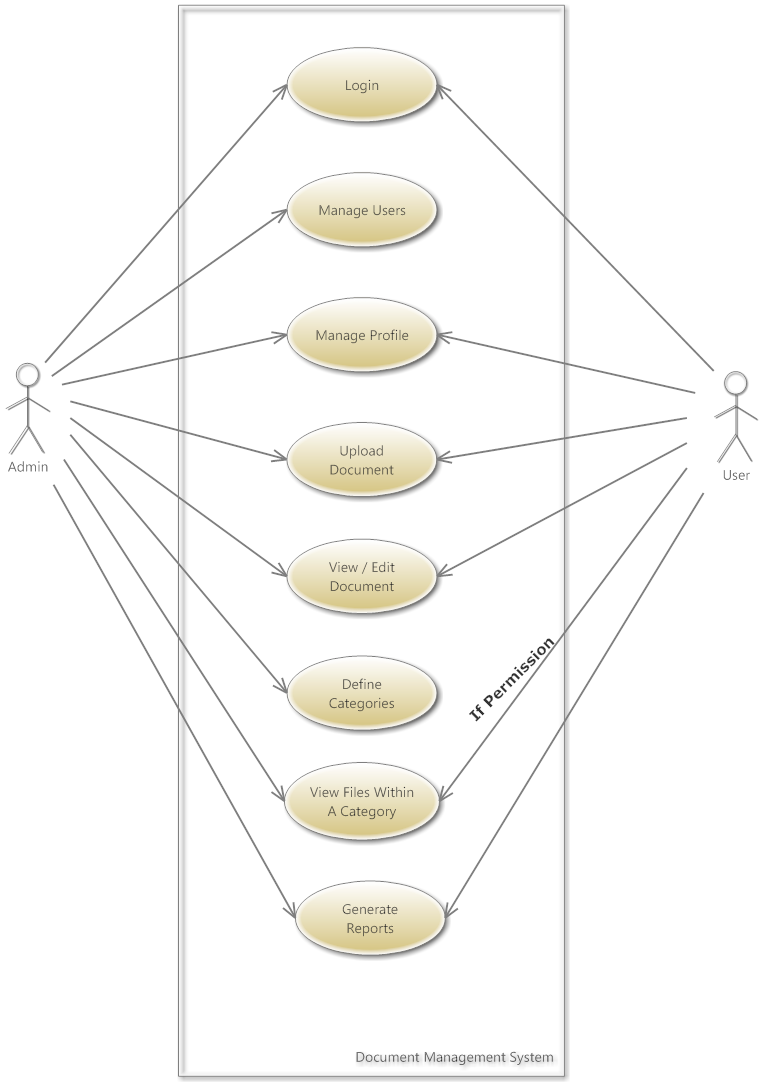 Login
Manage Users
Manage Profile
Admin
Upload
Document
User
View / Edit
Document
If Permission
Define
Categories
View Files Within
A Category
Generate
Reports
Document Management System